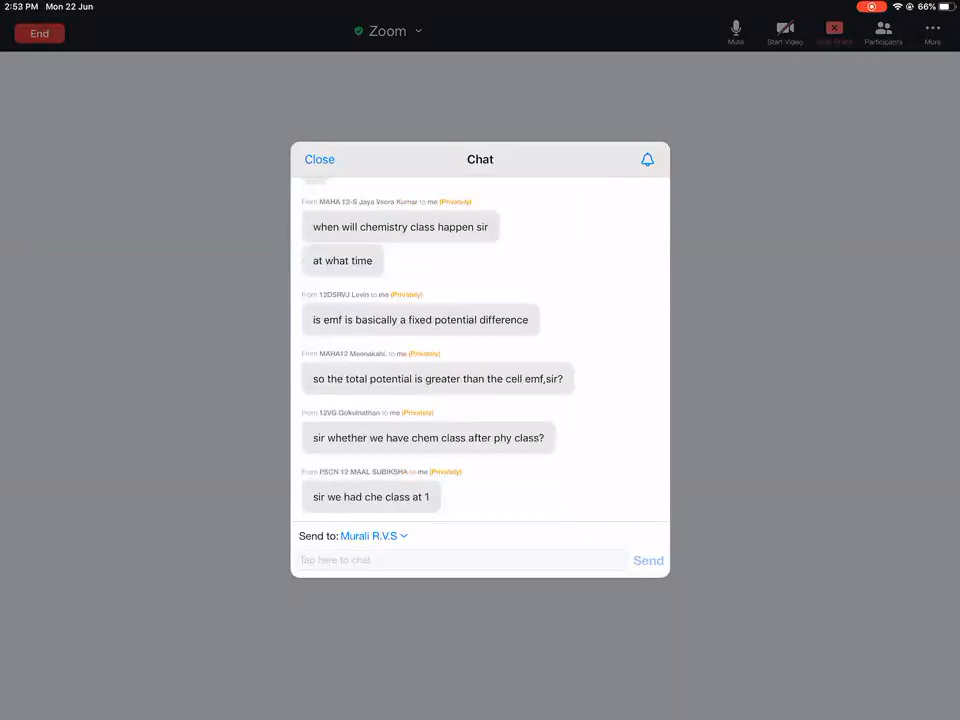 2:53 PM Mon 22 Jun
66%
End
Zoom
Mute
Start Video
Participants
More
Close
Chat
From MAHA 12-S Jaya Veera Kumar to me (Privately)
when will chemistry class happen sir
at what time
From 12DSRVJ Levin to me (Privately)
is emf is basically a fixed potential difference
From MAHA12 Meenakshi. to me (Privately)
so the total potential is greater than the cell emf,sir?
From 12VG Gokulnathan to me (Privately)
sir whether we have chem class after phy class?
From PSCN 12 MAAL SUBIKSHA to me (Privately)
sir we had che class at 1
Send to: Murali R.V.S
Tap here to chat
Send